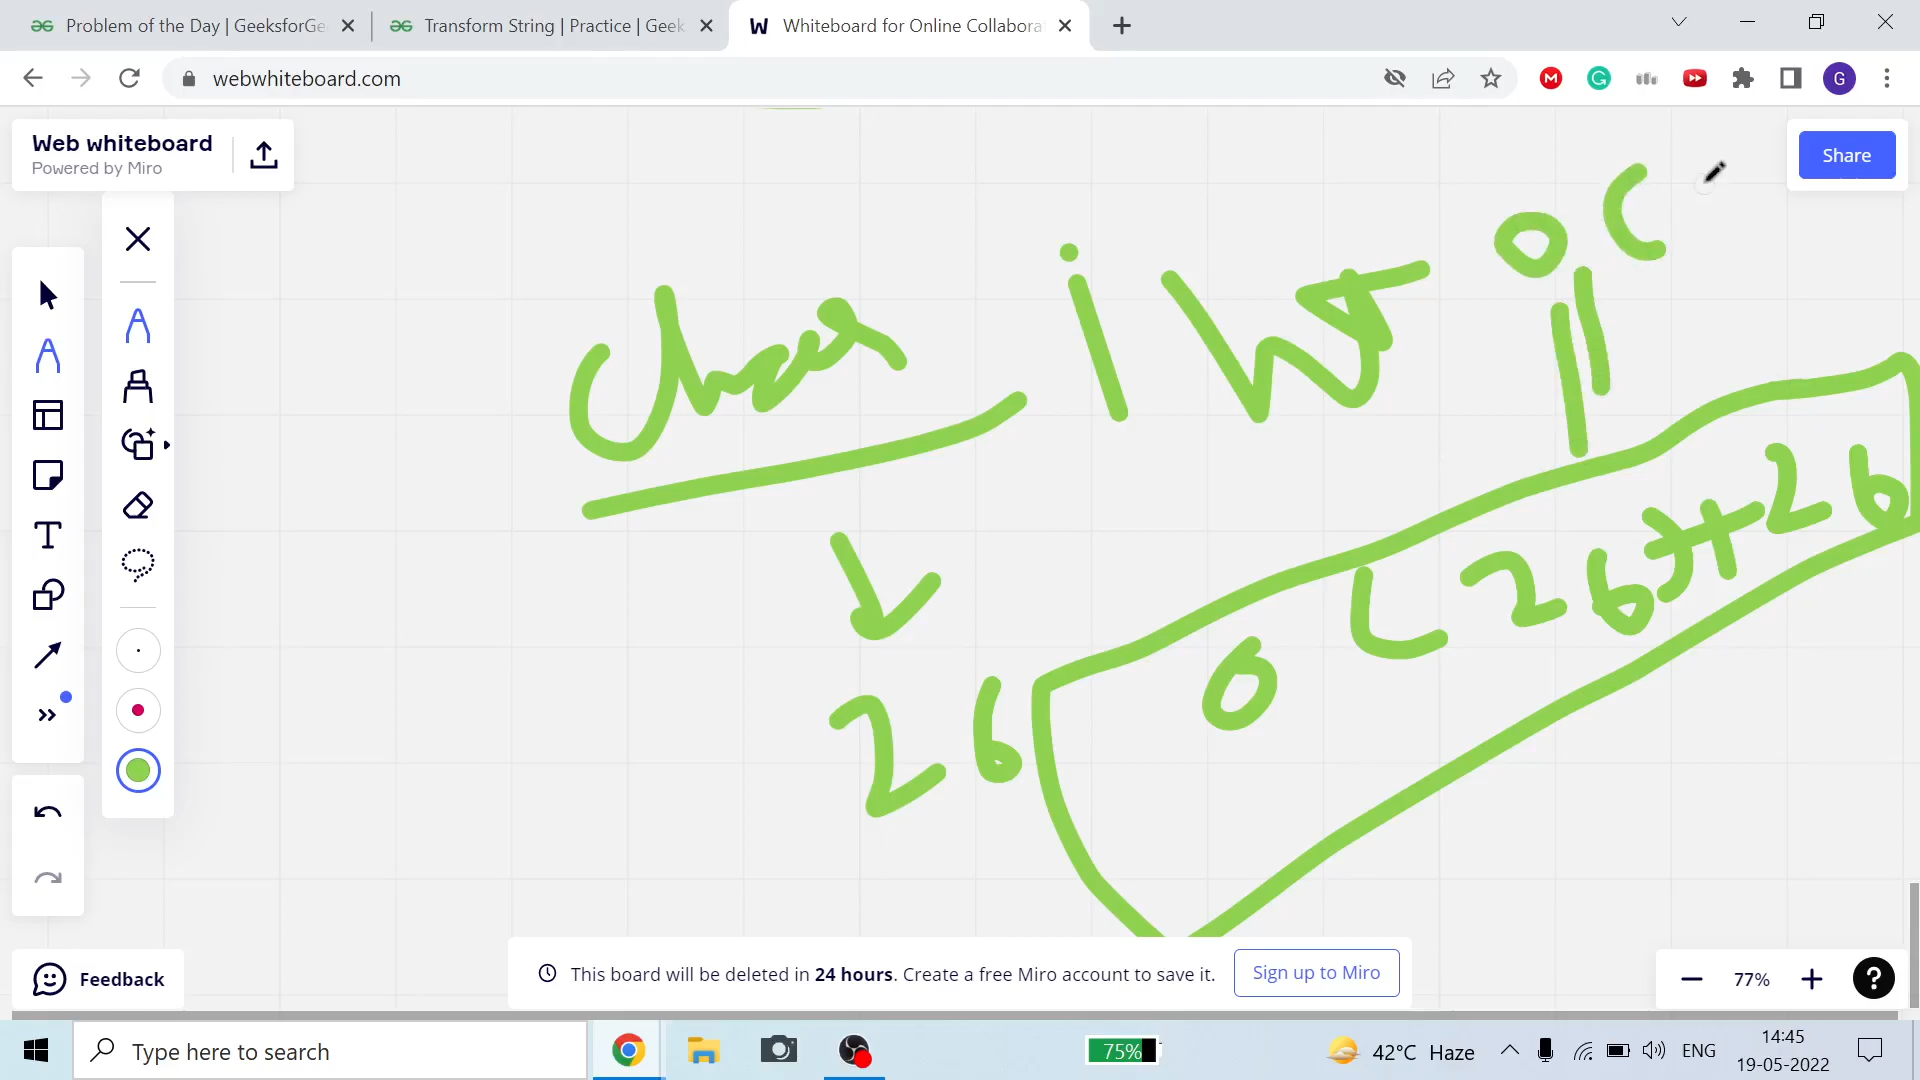 Problem of the Day | GeeksforGe
Transform String | Practice | Geek
W Whiteboard for Online Collabora
webwhiteboard.com
G
Web whiteboard
Powered by Miro
Share
char int
26
O(26)+26
Feedback
This board will be deleted in 24 hours. Create a free Miro account to save it.
Sign up to Miro
77%
?
Type here to search
75%
42°C Haze
ENG
14:45
19-05-2022